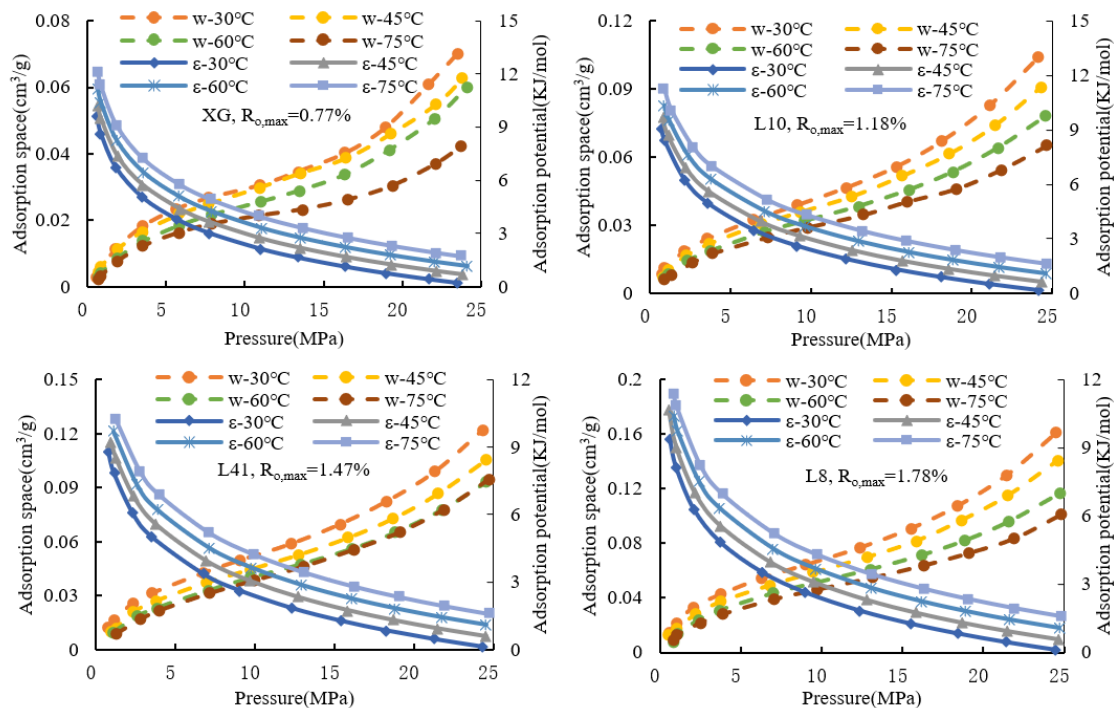 0.08
0.06
0.04
0.02
0
Adsorption space(cm³/g)
w-30℃ w-45℃
w-60℃ w-75℃
ε-30℃ ε-45℃
ε-60℃ ε-75℃
XG, Ro,max=0.77%
15
12
9
6
3
0
Adsorption potential(KJ/mol)
0 5 10 15 20 25
Pressure(MPa)
0.12
0.09
0.06
0.03
0
Adsorption space(cm³/g)
w-30℃ w-45℃
w-60℃ w-75℃
ε-30℃ ε-45℃
ε-60℃ ε-75℃
L10, Ro,max=1.18%
15
12
9
6
3
0
Adsorption potential(KJ/mol)
0 5 10 15 20 25
Pressure(MPa)
0.15
0.12
0.09
0.06
0.03
0
Adsorption space(cm³/g)
w-30℃ w-45℃
w-60℃ w-75℃
ε-30℃ ε-45℃
ε-60℃ ε-75℃
L41, Ro,max=1.47%
12
9
6
3
0
Adsorption potential(KJ/mol)
0 5 10 15 20 25
Pressure(MPa)
0.2
0.16
0.12
0.08
0.04
0
Adsorption space(cm³/g)
w-30℃ w-45℃
w-60℃ w-75℃
ε-30℃ ε-45℃
ε-60℃ ε-75℃
L8, Ro,max=1.78%
12
9
6
3
0
Adsorption potential(KJ/mol)
0 5 10 15 20 25
Pressure(MPa)